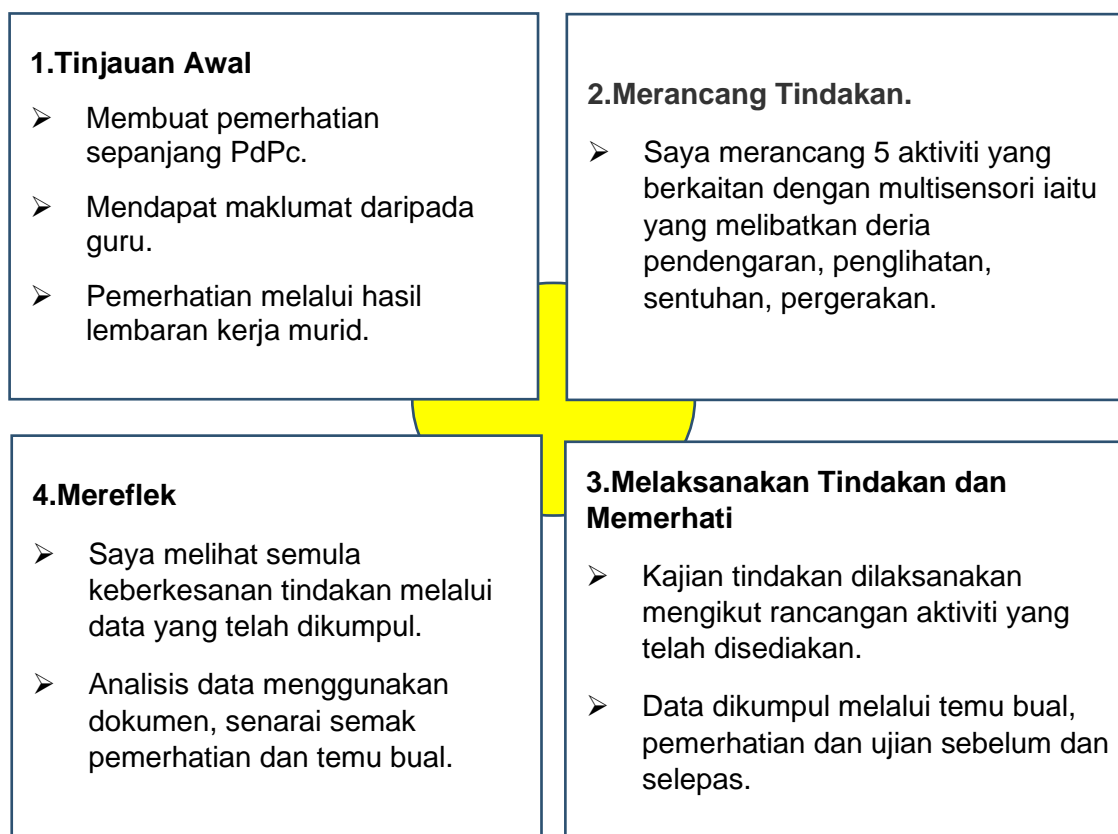 1.Tinjauan Awal
➢ Membuat pemerhatian
sepanjang PdPc.
➢ Mendapat maklumat daripada
guru.
➢ Pemerhatian melalui hasil
lembaran kerja murid.
2.Merancang Tindakan.
➢ Saya merancang 5 aktiviti yang
berkaitan dengan multisensori iaitu
yang melibatkan deria
pendengaran, penglihatan,
sentuhan, pergerakan.
3.Melaksanakan Tindakan dan
Memerhati
➢ Kajian tindakan dilaksanakan
mengikut rancangan aktiviti yang
telah disediakan.
➢ Data dikumpul melalui temu bual,
pemerhatian dan ujian sebelum dan
selepas.
4.Mereflek
➢ Saya melihat semula
keberkesanan tindakan melalui
data yang telah dikumpul.
➢ Analisis data menggunakan
dokumen, senarai semak
pemerhatian dan temu bual.